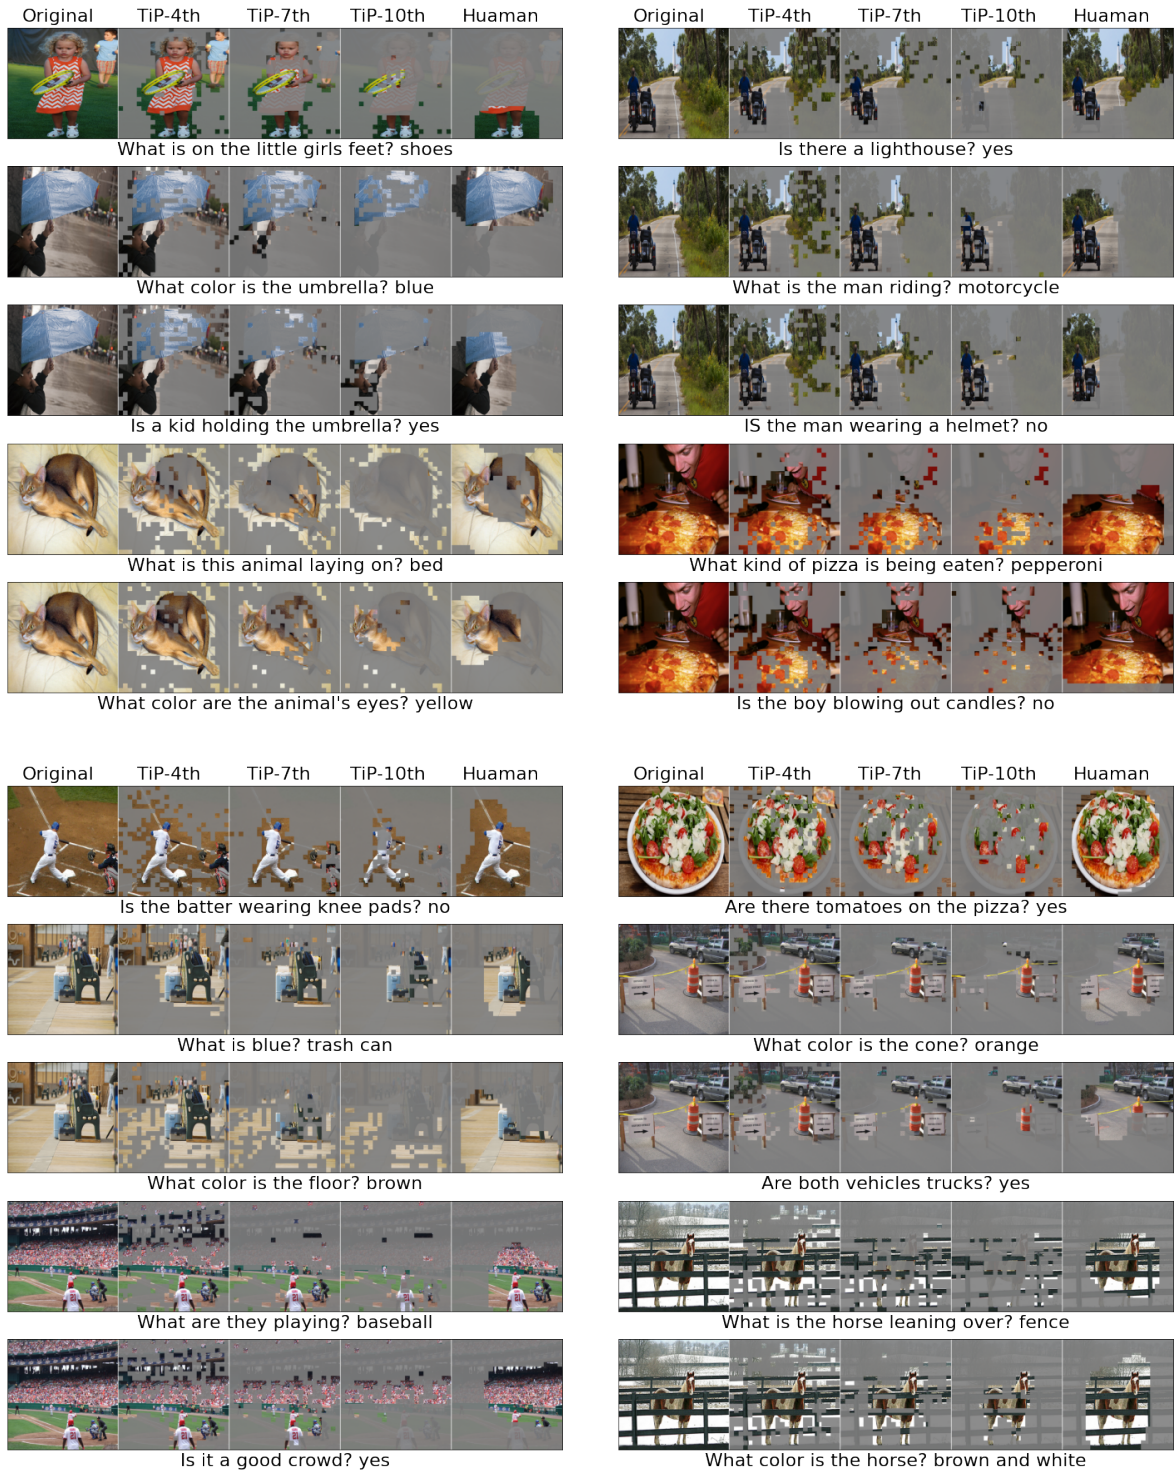 Original TiP-4th TiP-7th TiP-10th Huaman
What is on the little girls feet? shoes
What color is the umbrella? blue
Is a kid holding the umbrella? yes
What is this animal laying on? bed
What color are the animal's eyes? yellow
Original TiP-4th TiP-7th TiP-10th Huaman
Is there a lighthouse? yes
What is the man riding? motorcycle
IS the man wearing a helmet? no
What kind of pizza is being eaten? pepperoni
Is the boy blowing out candles? no
Original TiP-4th TiP-7th TiP-10th Huaman
Is the batter wearing knee pads? no
What is blue? trash can
What color is the floor? brown
What are they playing? baseball
Is it a good crowd? yes
Original TiP-4th TiP-7th TiP-10th Huaman
Are there tomatoes on the pizza? yes
What color is the cone? orange
Are both vehicles trucks? yes
What is the horse leaning over? fence
What color is the horse? brown and white